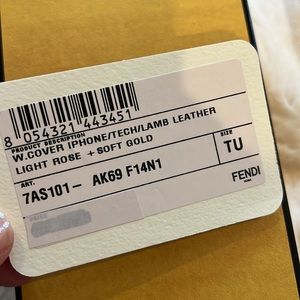 8 054321 443451
PRODUCT DESCRIPTION
W.COVER IPHONE/TECH/LAMB LEATHER
LIGHT ROSE +SOFT GOLD
ART.
7AS101- AK69 F14N1
SIZE
TU
PRICE
FENDI